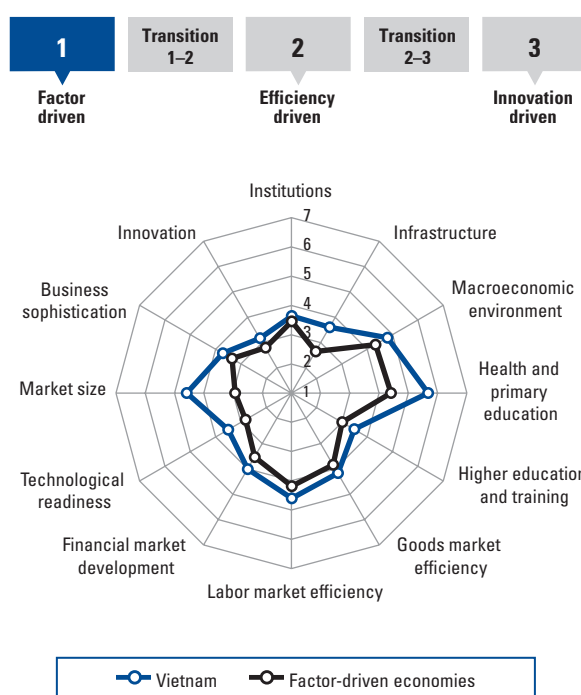 1
Transition
1–2
2
Transition
2–3
3
Factor
driven
Efficiency
driven
Innovation
driven
Institutions
7
Innovation
6
Infrastructure
5
Business
sophistication
4
Macroeconomic
environment
3
Market size
2
1
Health and
primary
education
Technological
readiness
Higher education
and training
Financial market
development
Goods market
efficiency
Labor market efficiency
Vietnam
Factor-driven economies